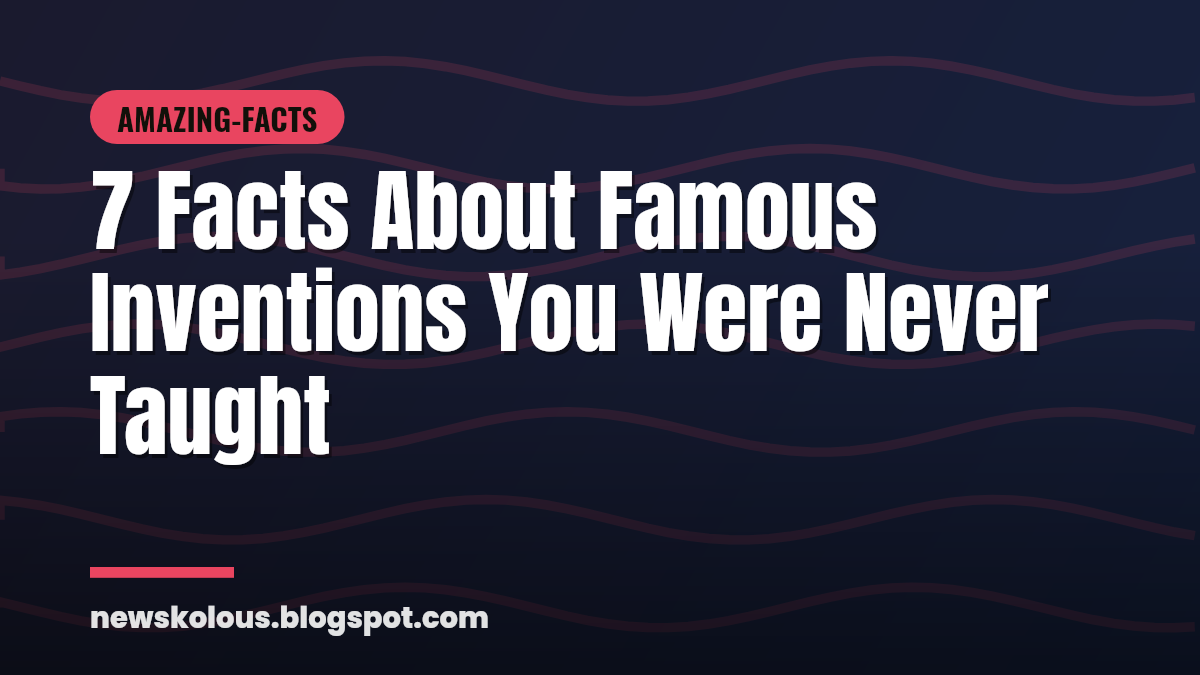 AMAZING-FACTS
7 Facts About Famous
Inventions You Were Never
Taught
newskolous.blogspot.com